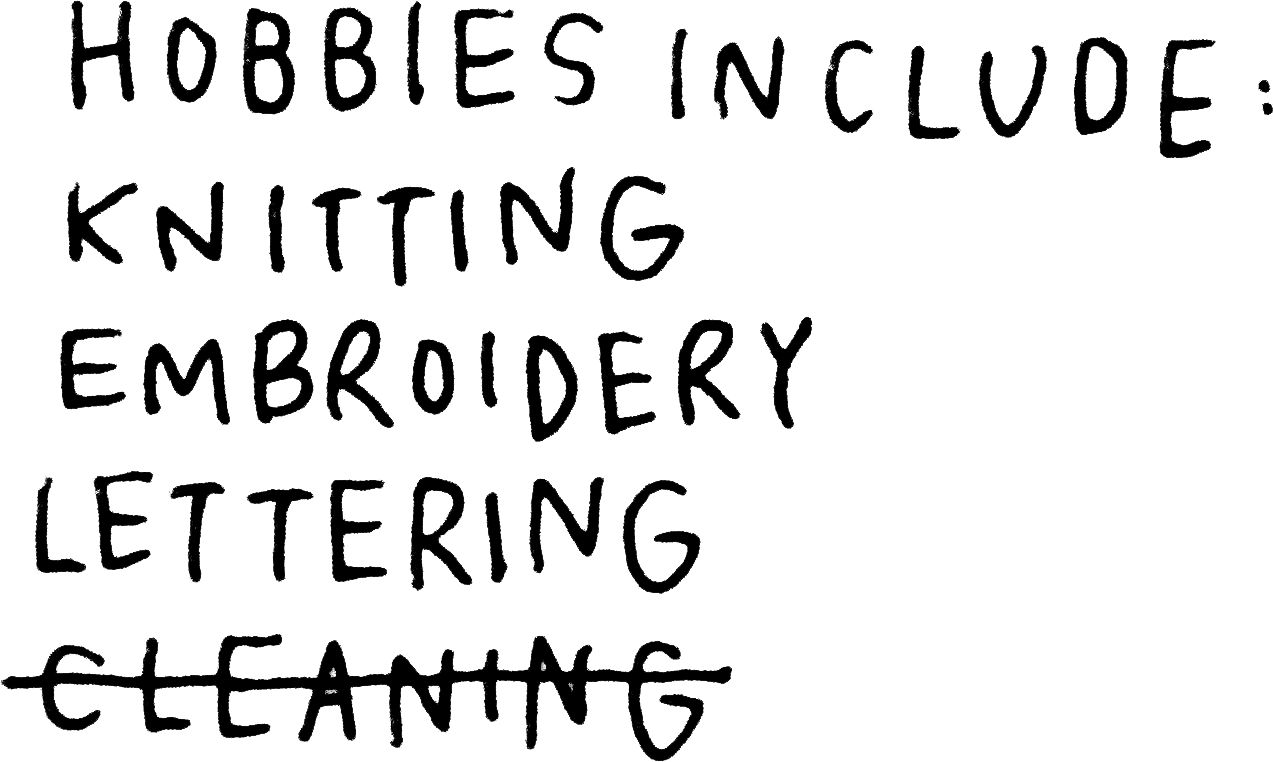 HOBBIES INCLUDE:
KNITTING
EMBROIDERY
LETTERING
CLEANING